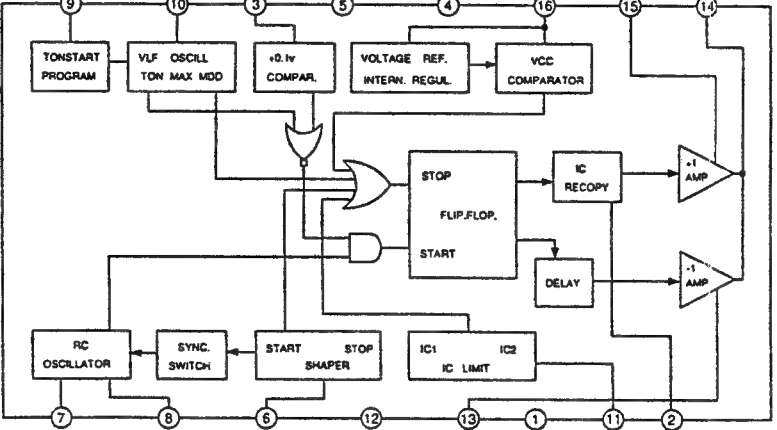 9 10 3 5 4 16 15 14
TONSTART
PROGRAM
VLF OSCILL
TON MAX MOD
+0.1v
COMPAR.
VOLTAGE REF.
INTERN. REGUL.
VCC
COMPARATOR
STOP
FLIP.FLOP.
START
IC
RECOPY
+1
AMP
DELAY
-1
AMP
RC
OSCILLATOR
SYNC.
SWITCH
START STOP
SHAPER
IC1 IC2
IC LIMIT
7 8 6 12 13 1 11 2